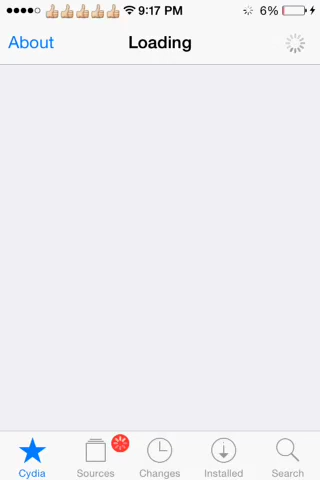 👍🏼👍🏼👍🏼👍🏼👍🏼 9:17 PM 6%
About Loading
Cydia Sources Changes Installed Search